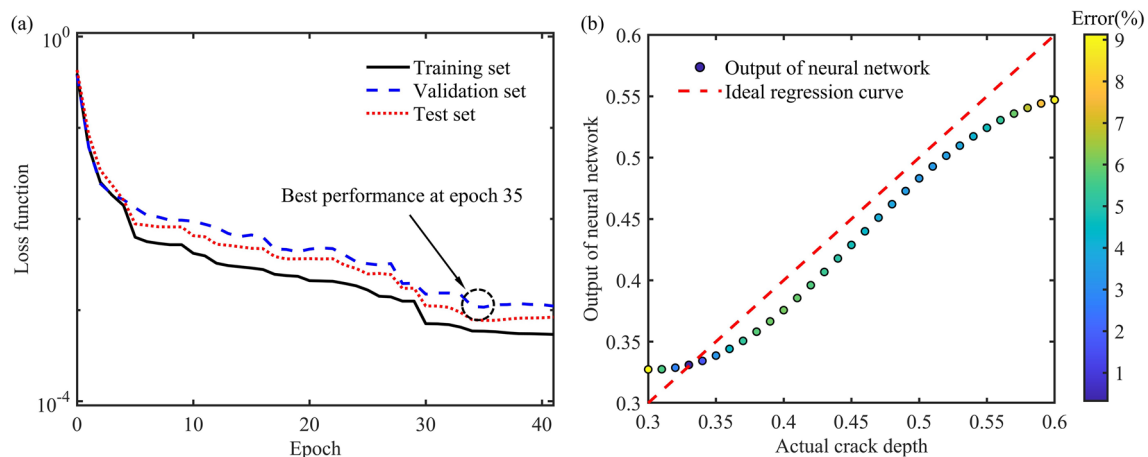 (a)
10^0
Training set
Validation set
Test set
Best performance at epoch 35
Loss function
10^-4
0
10
20
30
40
Epoch
(b)
Error(%)
0.6
0.55
0.5
0.45
0.4
0.35
0.3
Output of neural network
Ideal regression curve
Output of neural network
0.3
0.35
0.4
0.45
0.5
0.55
0.6
Actual crack depth
9
8
7
6
5
4
3
2
1